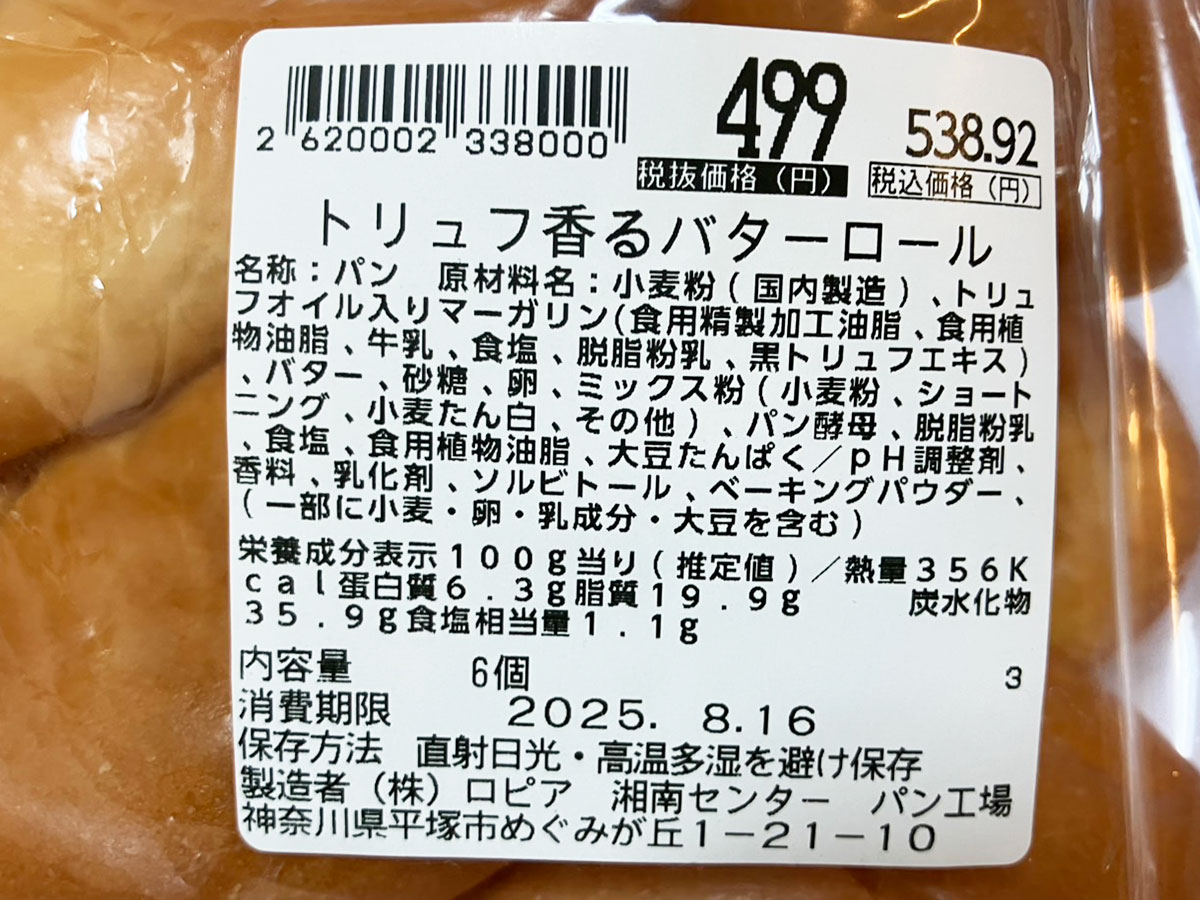 499
538.92
2 620002 338000
税抜価格（円）
税込価格（円）
トリュフ香るバターロール
名称：パン　原材料名：小麦粉（国内製造）、トリュ
フオイル入りマーガリン（食用精製加工油脂、食用植
物油脂、牛乳、食塩、脱脂粉乳、黒トリュフエキス）
、バター、砂糖、卵、ミックス粉（小麦粉、ショート
ニング、小麦たん白、その他）、パン酵母、脱脂粉乳
、食塩、食用植物油脂、大豆たんぱく／ｐＨ調整剤、
香料、乳化剤、ソルビトール、ベーキングパウダー、
（一部に小麦・卵・乳成分・大豆を含む）
栄養成分表示１００ｇ当り（推定値）／熱量３５６Ｋ
ｃａｌ蛋白質６．３ｇ脂質１９．９ｇ　炭水化物
３５．９ｇ食塩相当量１．１ｇ
内容量　6個　3
消費期限　2025. 8.16
保存方法　直射日光・高温多湿を避け保存
製造者（株）ロピア　湘南センター　パン工場
神奈川県平塚市めぐみが丘１－２１－１０